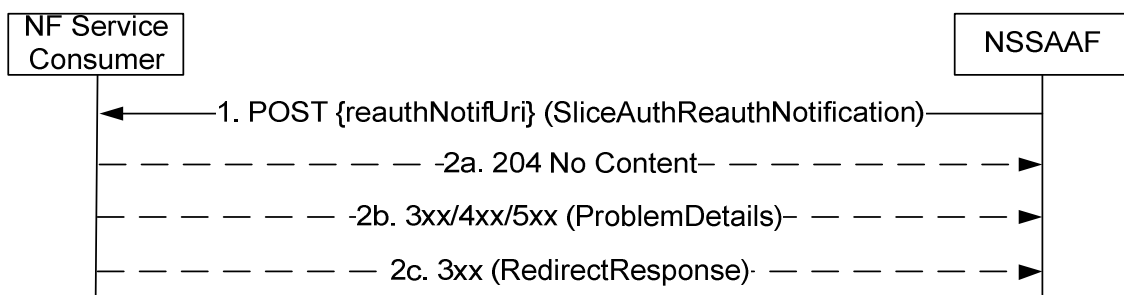 NF Service
Consumer
NSSAAF
1. POST {reauthNotifUri} (SliceAuthReauthNotification)
2a. 204 No Content
2b. 3xx/4xx/5xx (ProblemDetails)
2c. 3xx (RedirectResponse)